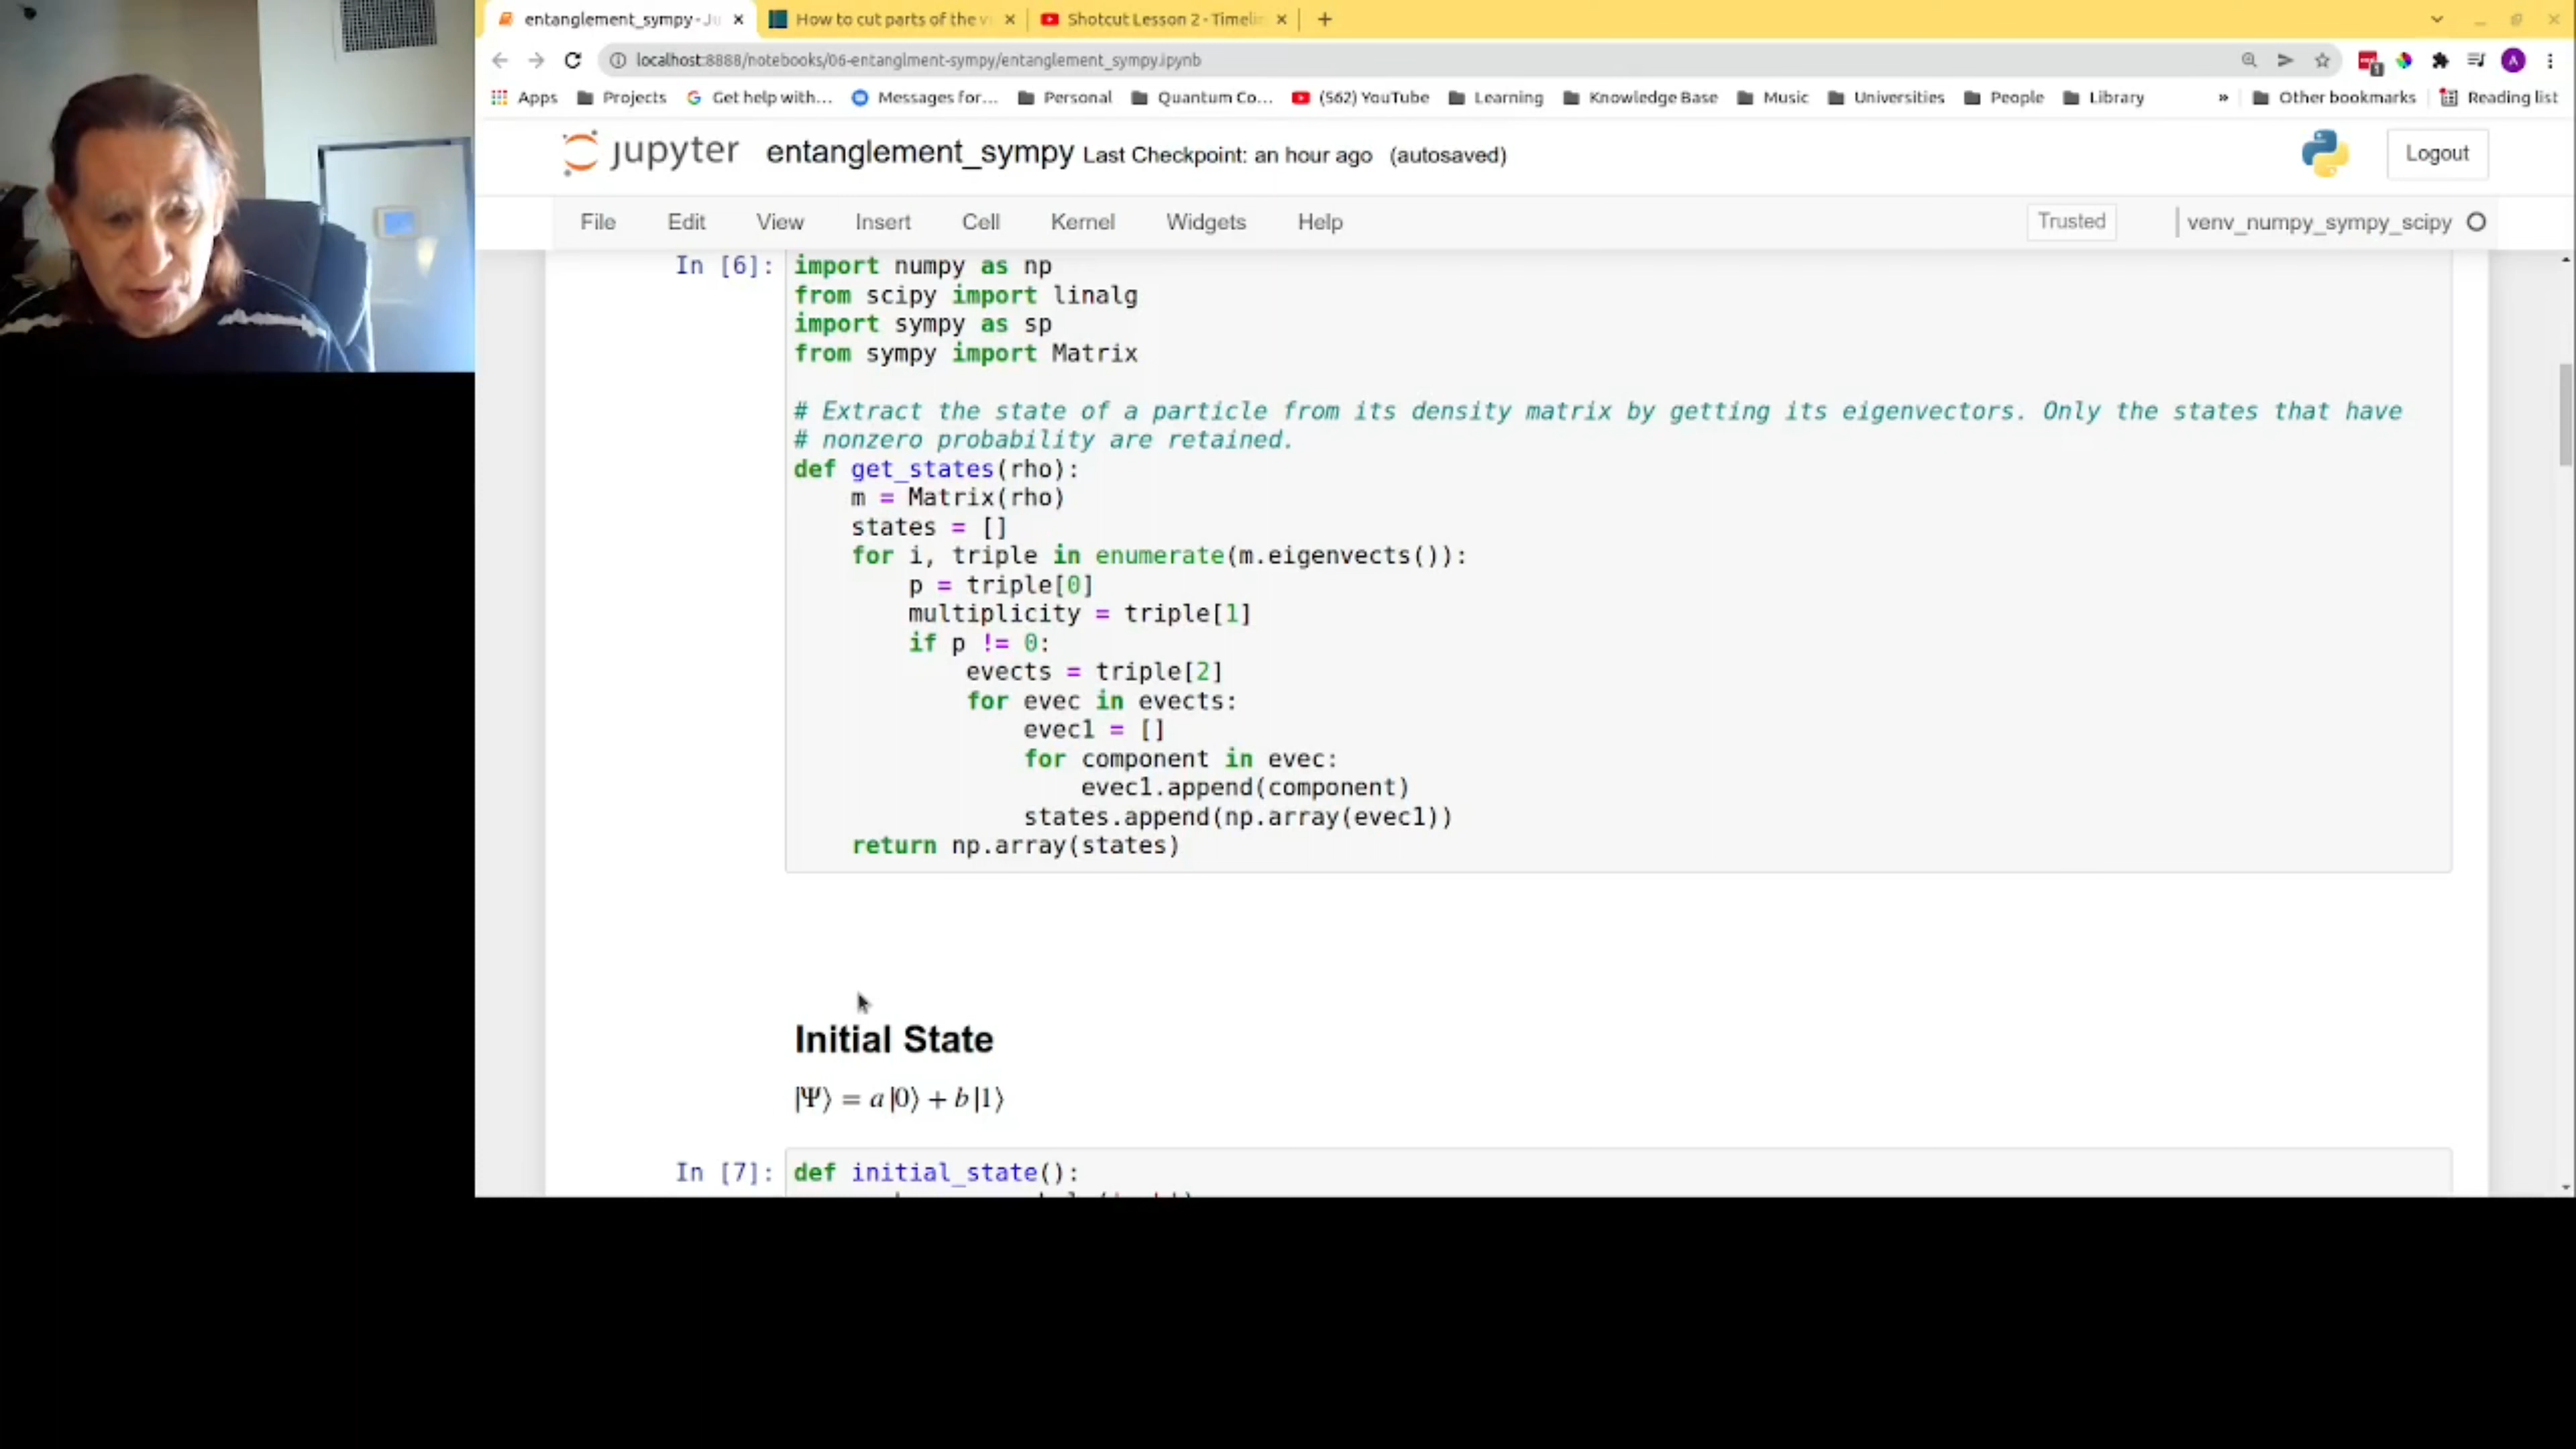 entanglement_sympy - Ju
How to cut parts of the v
Shotcut Lesson 2 - Timelin
localhost:8888/notebooks/06-entanglment-sympy/entanglement_sympy.ipynb
A
1
Apps
Projects
Get help with...
Messages for...
Personal
Quantum Co...
(562) YouTube
Learning
Knowledge Base
Music
Universities
People
Library
»
Other bookmarks
Reading list
jupyter
entanglement_sympy Last Checkpoint: an hour ago (autosaved)
Logout
File Edit View Insert Cell Kernel Widgets Help
Trusted
venv_numpy_sympy_scipy
In [6]:
import numpy as np
from scipy import linalg
import sympy as sp
from sympy import Matrix
# Extract the state of a particle from its density matrix by getting its eigenvectors. Only the states that have
# nonzero probability are retained.
def get_states(rho):
    m = Matrix(rho)
    states = []
    for i, triple in enumerate(m.eigenvects()):
        p = triple[0]
        multiplicity = triple[1]
        if p != 0:
            evects = triple[2]
            for evec in evects:
                evec1 = []
                for component in evec:
                    evec1.append(component)
                states.append(np.array(evec1))
    return np.array(states)
Initial State
|Ψ⟩ = a|0⟩ + b|1⟩
In [7]:
def initial_state():